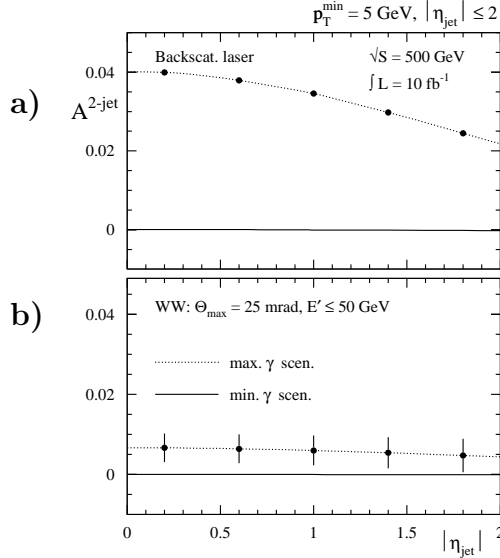 p_T^min = 5 GeV, |η_jet| ≤ 2
a)
A^2-jet
Backscat. laser
√S = 500 GeV
∫ L = 10 fb^-1
0.04
0.02
0
b)
WW: Θ_max = 25 mrad, E′ ≤ 50 GeV
max. γ scen.
min. γ scen.
0.04
0.02
0
0 0.5 1 1.5 2
|η_jet|